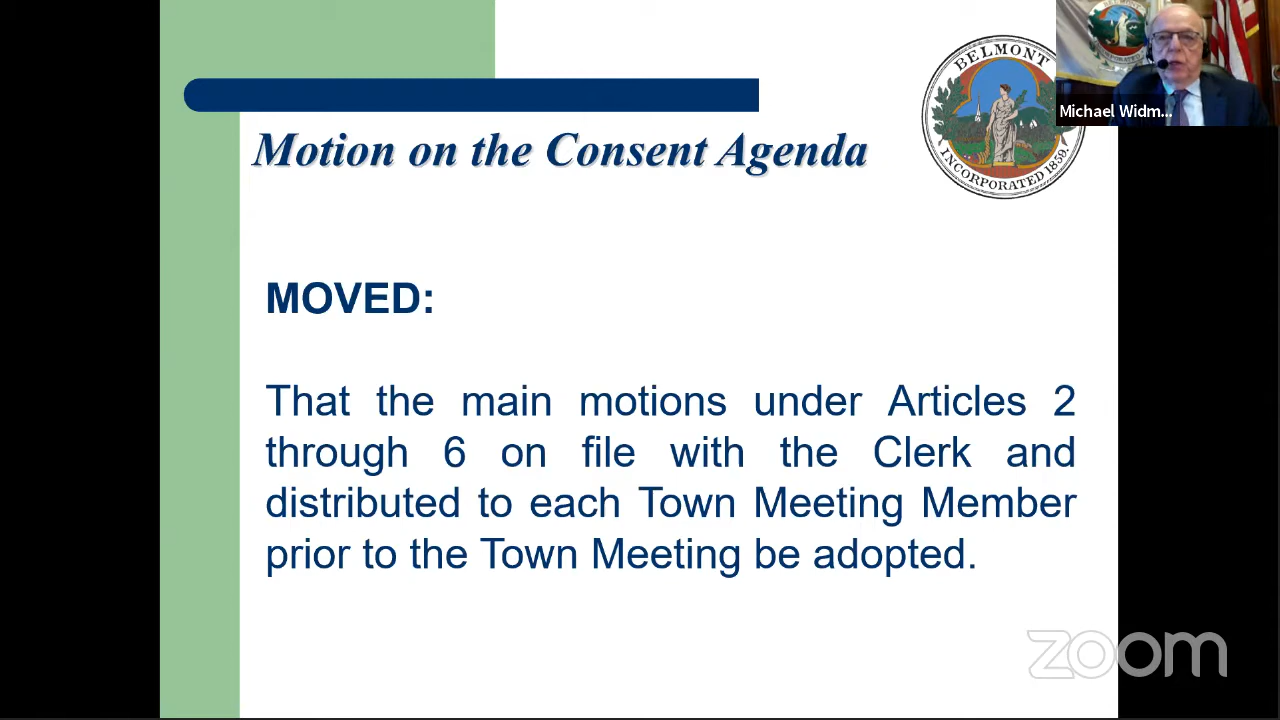 Motion on the Consent Agenda
BELMONT
INCORPORATED 1859.
Michael Widm...
MOVED:
That the main motions under Articles 2
through 6 on file with the Clerk and
distributed to each Town Meeting Member
prior to the Town Meeting be adopted.
zoom